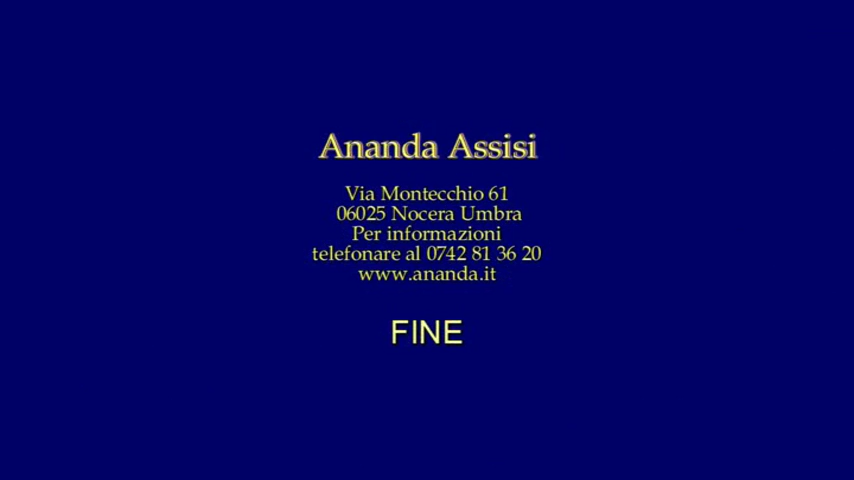 Ananda Assisi
Via Montecchio 61
06025 Nocera Umbra
Per informazioni
telefonare al 0742 81 36 20
www.ananda.it
FINE